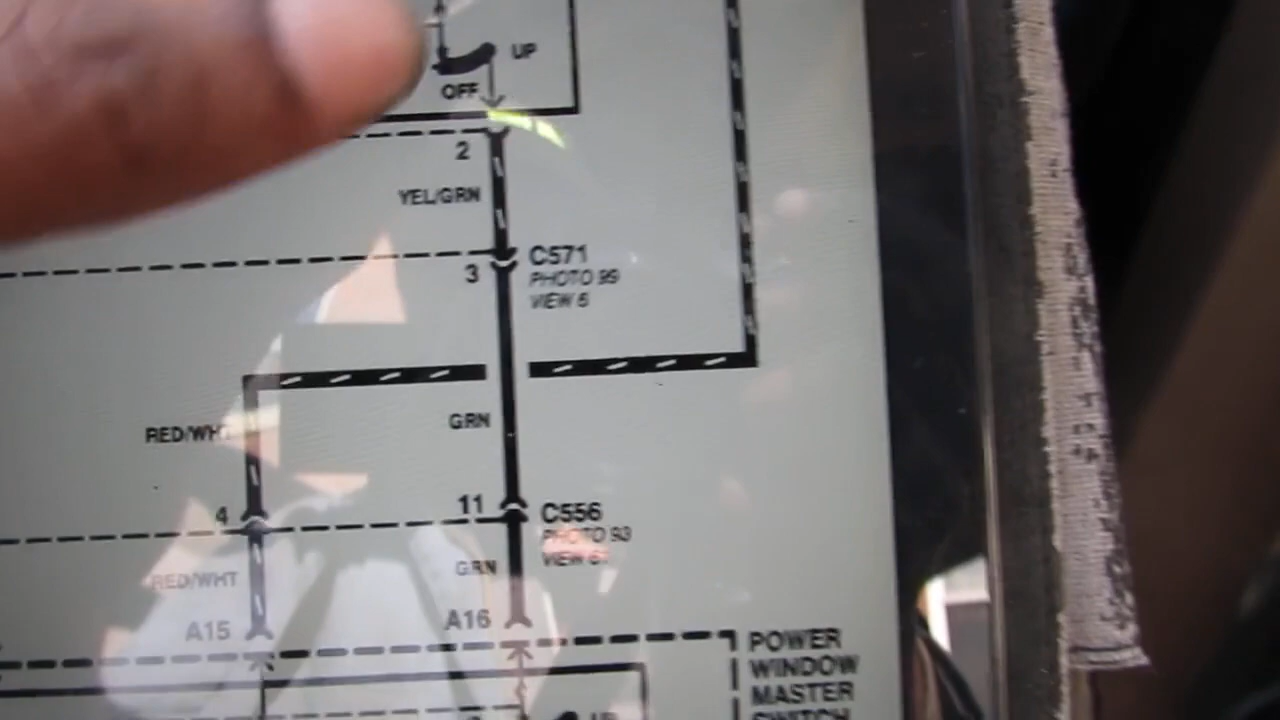 UP
OFF
2
YEL/GRN
C571
3
PHOTO 99
VIEW 6
RED/WHT
GRN
4
11
C556
PHOTO 93
RED/WHT
GRN
A15
A16
POWER
WINDOW
MASTER
SWITCH